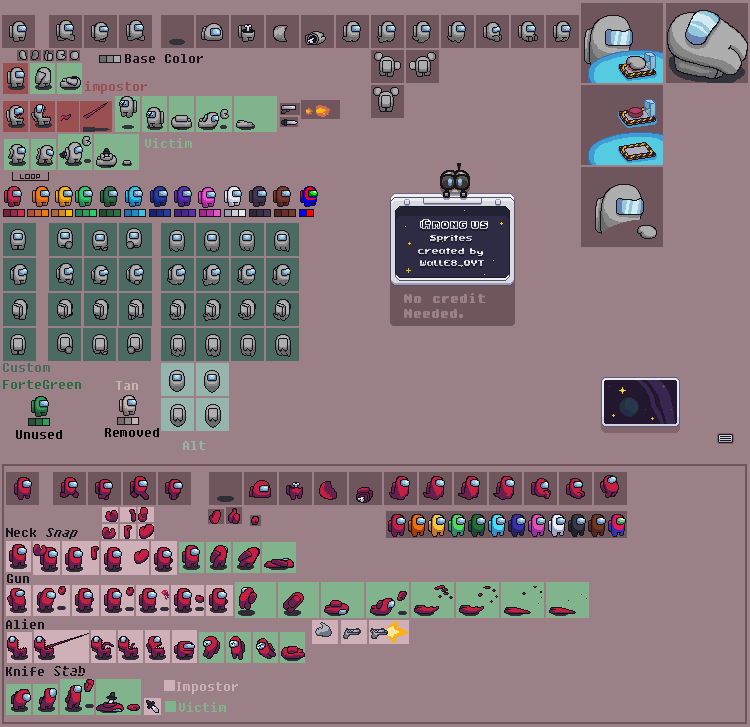 Base Color
impostor
Victim
LOOP
AMONG US
Sprites
created by
WallE8_OYT
No credit
Needed.
Custom
ForteGreen
Tan
Unused
Removed
Alt
Neck Snap
Gun
Alien
Knife Stab
Impostor
Victim